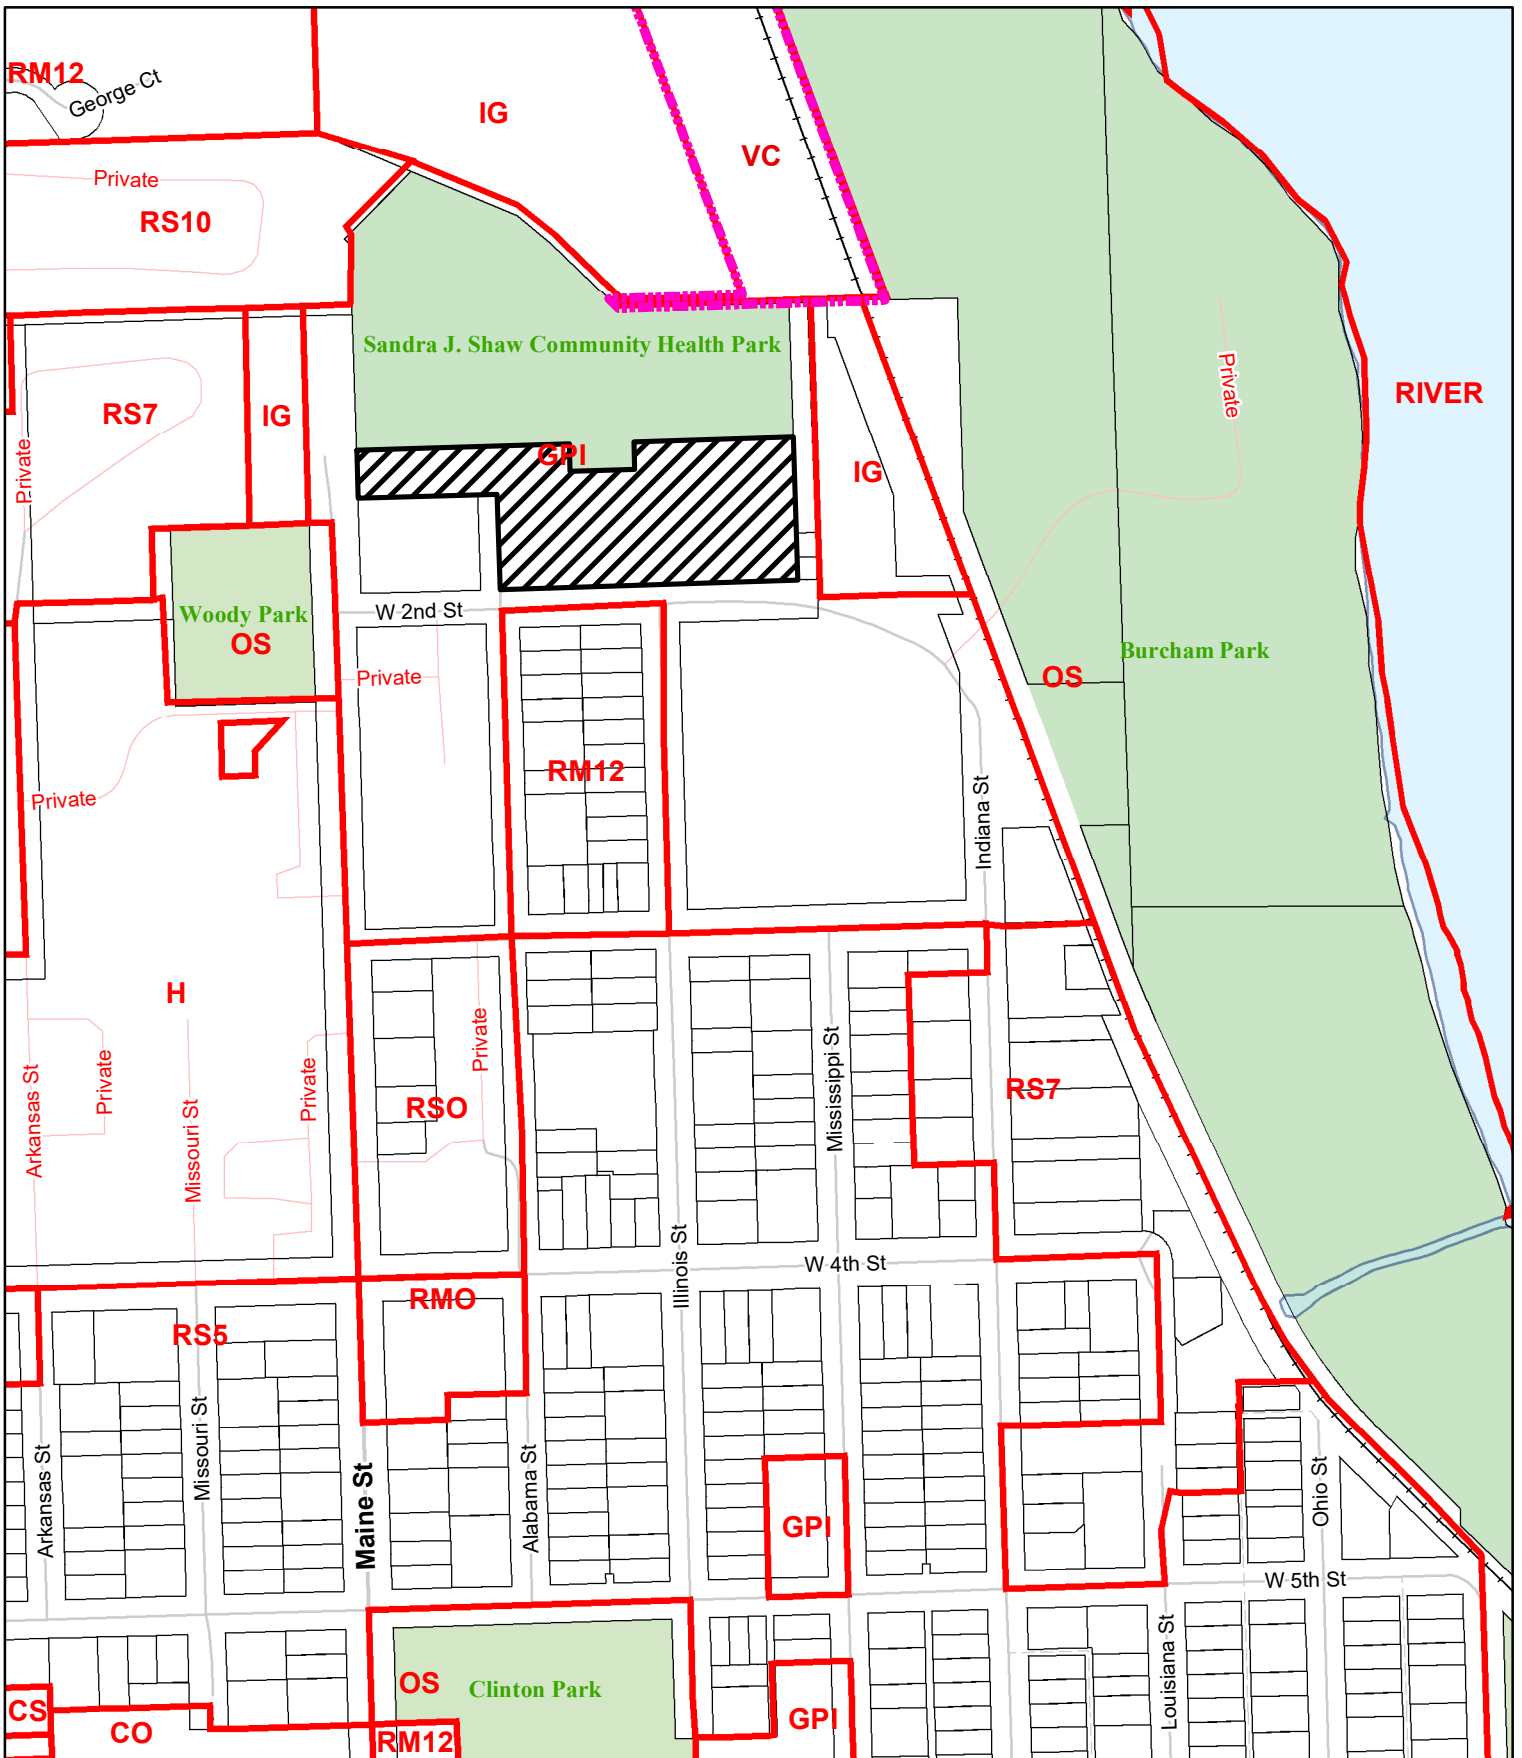 RM12
George Ct
IG
VC
Private
RS10
Sandra J. Shaw Community Health Park
Private
RIVER
RS7
IG
GPI
IG
Private
Woody Park
OS
W 2nd St
Burcham Park
OS
Private
RM12
Private
Indiana St
H
Private
Mississippi St
Arkansas St
Private
Missouri St
Private
RSO
RS7
Illinois St
W 4th St
RMO
RS5
Arkansas St
Missouri St
Maine St
Alabama St
GPI
Ohio St
W 5th St
Louisiana St
OS
Clinton Park
CS
CO
RM12
GPI